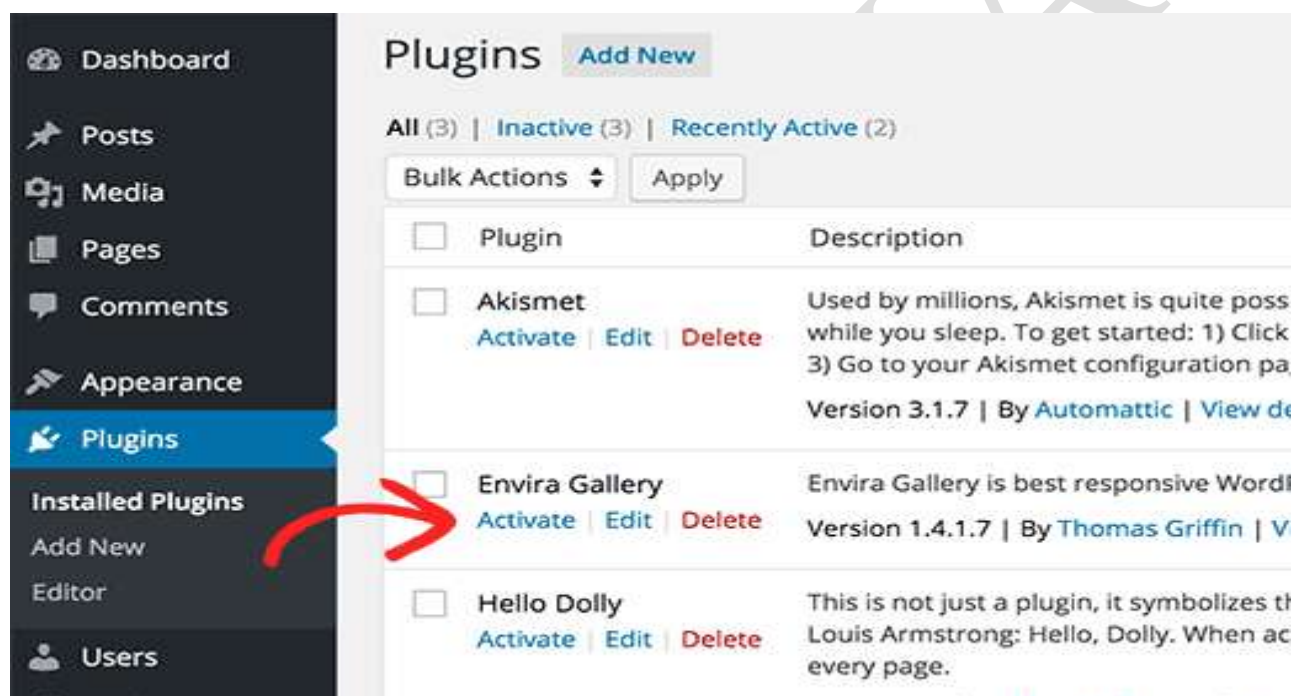 Dashboard
Posts
Media
Pages
Comments
Appearance
Plugins
Installed Plugins
Add New
Editor
Users
Plugins Add New
All (3) | Inactive (3) | Recently Active (2)
Bulk Actions Apply
Plugin Description
Akismet
Activate | Edit | Delete
Used by millions, Akismet is quite poss
while you sleep. To get started: 1) Click
3) Go to your Akismet configuration pa
Version 3.1.7 | By Automattic | View de
Envira Gallery
Activate | Edit | Delete
Envira Gallery is best responsive Word
Version 1.4.1.7 | By Thomas Griffin | V
Hello Dolly
Activate | Edit | Delete
This is not just a plugin, it symbolizes th
Louis Armstrong: Hello, Dolly. When ac
every page.